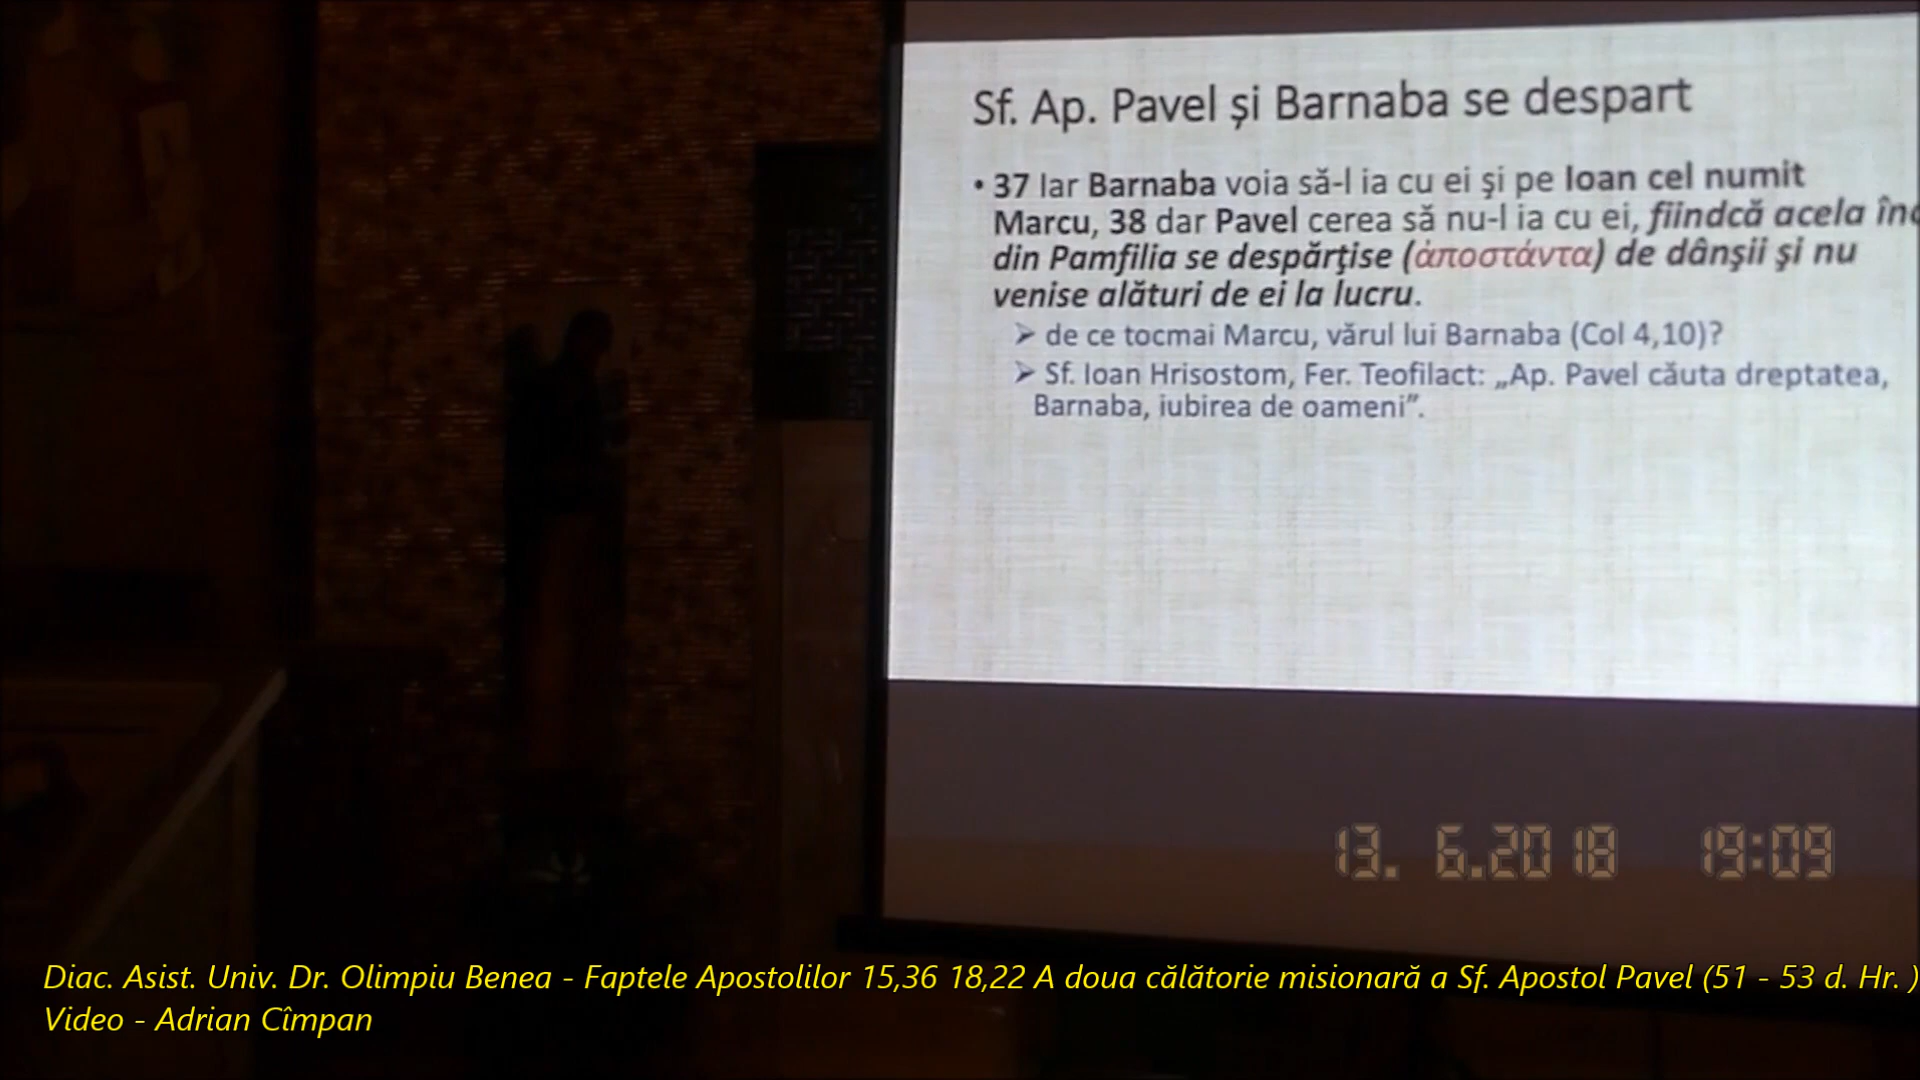 Sf. Ap. Pavel și Barnaba se despart
• 37 Iar Barnaba voia să-l ia cu ei și pe Ioan cel numit
Marcu, 38 dar Pavel cerea să nu-l ia cu ei, fiindcă acela
din Pamfilia se despărţise (ἀποστάντα) de dânşii şi nu
venise alături de ei la lucru.
➢ de ce tocmai Marcu, vărul lui Barnaba (Col 4,10)?
➢ Sf. Ioan Hrisostom, Fer. Teofilact: „Ap. Pavel căuta dreptatea,
Barnaba, iubirea de oameni”.
13. 6.2018 19:09
Diac. Asist. Univ. Dr. Olimpiu Benea - Faptele Apostolilor 15,36 18,22 A doua călătorie misionară a Sf. Apostol Pavel (51 - 53 d. Hr. )
Video - Adrian Cîmpan